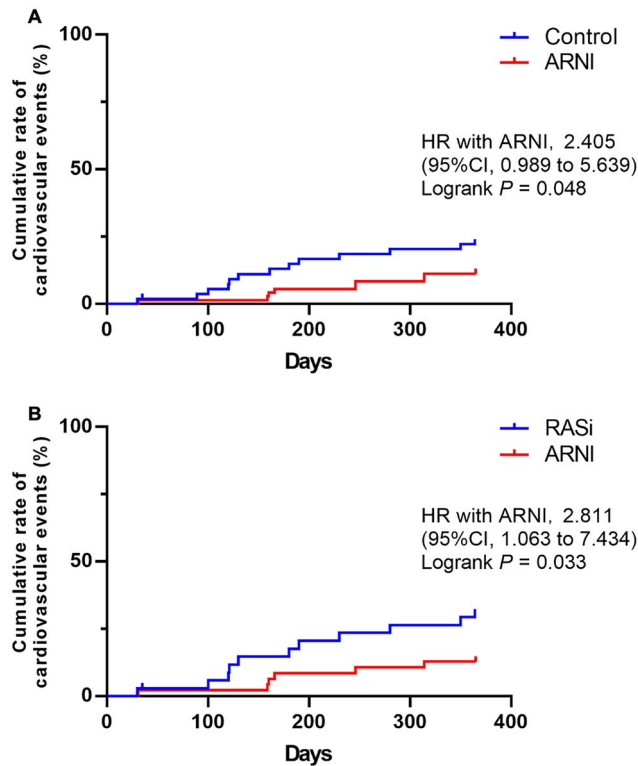 A
Cumulative rate of
cardiovascular events (%)
100
50
0
0 100 200 300 400
Days
Control
ARNI
HR with ARNI, 2.405
(95%CI, 0.989 to 5.639)
Logrank P = 0.048
B
Cumulative rate of
cardiovascular events (%)
100
50
0
0 100 200 300 400
Days
RASi
ARNI
HR with ARNI, 2.811
(95%CI, 1.063 to 7.434)
Logrank P = 0.033